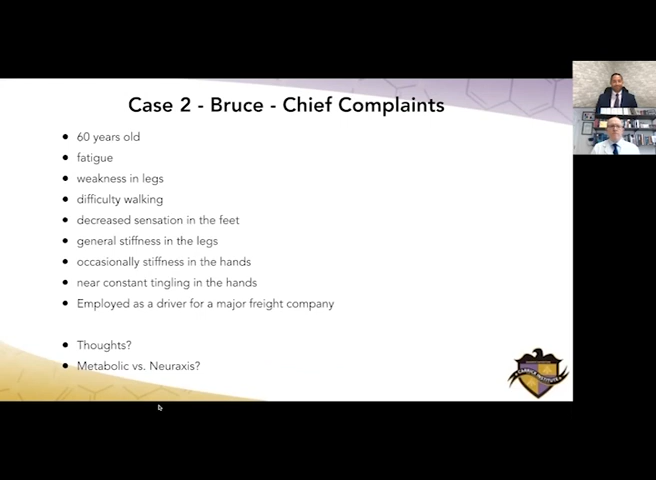 Case 2 - Bruce - Chief Complaints
60 years old
fatigue
weakness in legs
difficulty walking
decreased sensation in the feet
general stiffness in the legs
occasionally stiffness in the hands
near constant tingling in the hands
Employed as a driver for a major freight company
Thoughts?
Metabolic vs. Neuraxis?
CARRICK INSTITUTE